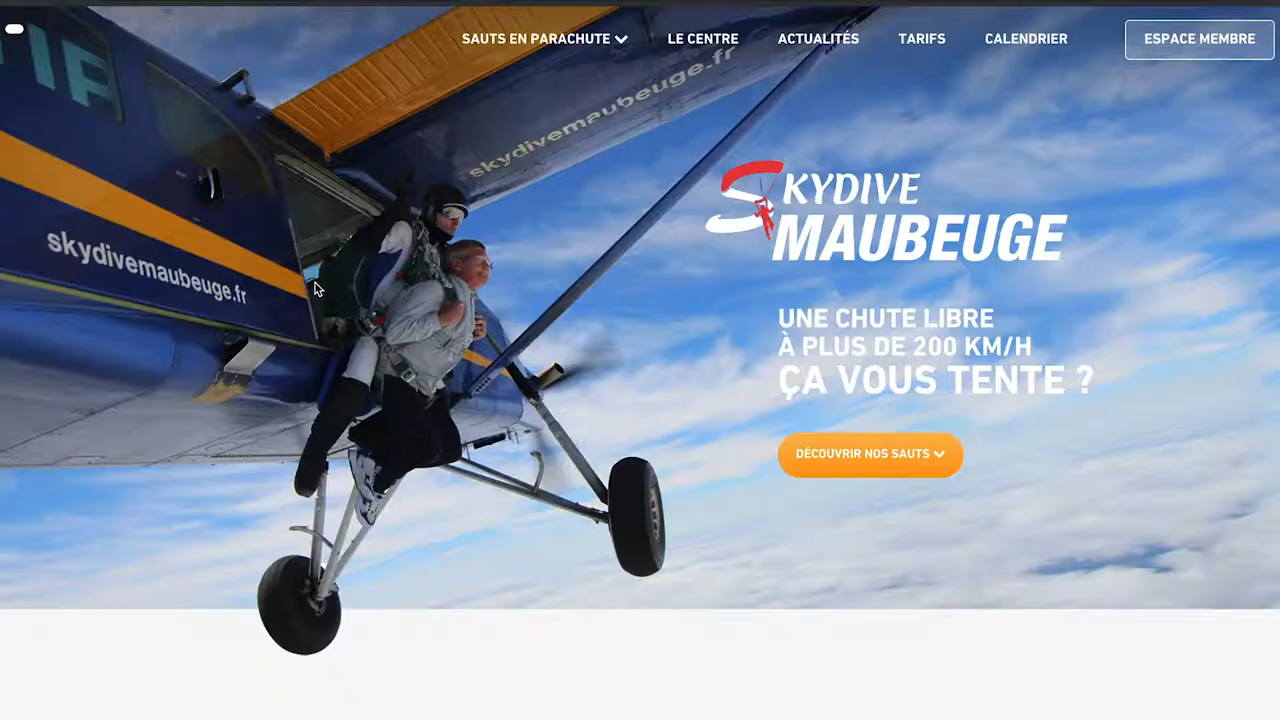 SAUTS EN PARACHUTE
LE CENTRE
ACTUALITÉS
TARIFS
CALENDRIER
ESPACE MEMBRE
skydivemaubeuge.fr
SKYDIVE
MAUBEUGE
skydivemaubeuge.fr
UNE CHUTE LIBRE
À PLUS DE 200 KM/H
ÇA VOUS TENTE ?
DÉCOUVRIR NOS SAUTS